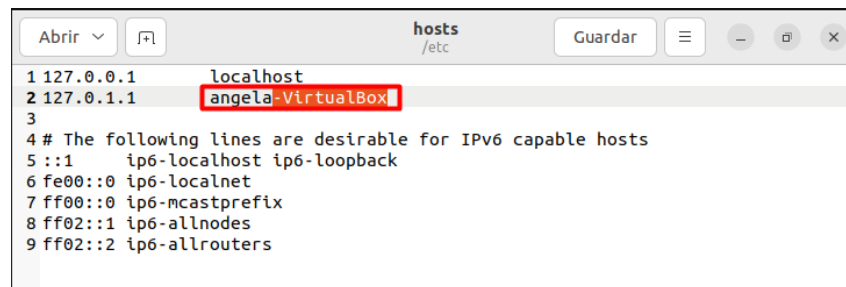 Abrir
hosts
/etc
Guardar
1 127.0.0.1 localhost
2 127.0.1.1 angela-VirtualBox
3
4 # The following lines are desirable for IPv6 capable hosts
5 ::1 ip6-localhost ip6-loopback
6 fe00::0 ip6-localnet
7 ff00::0 ip6-mcastprefix
8 ff02::1 ip6-allnodes
9 ff02::2 ip6-allrouters